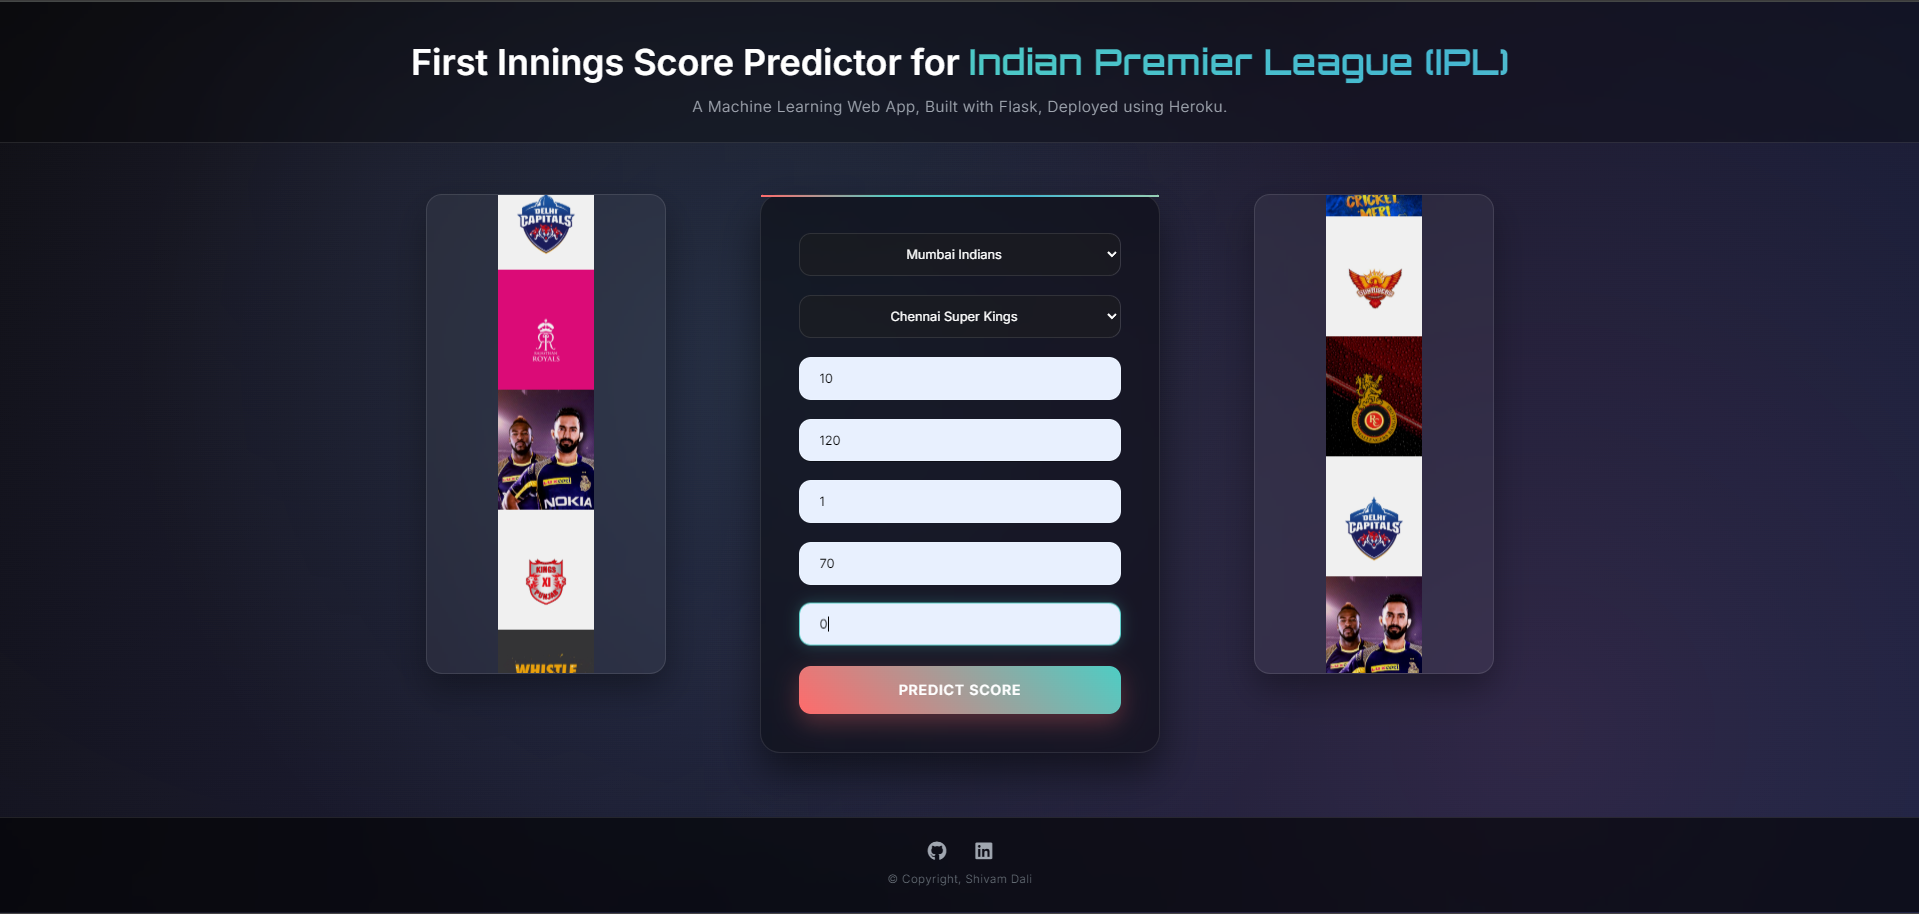 First Innings Score Predictor for Indian Premier League (IPL)
A Machine Learning Web App, Built with Flask, Deployed using Heroku.
DELHI
CAPITALS
ROYALS
NOKIA
KINGS
XI
PUNJAB
WHISTLE
Mumbai Indians
Chennai Super Kings
10
120
1
70
0
PREDICT SCORE
CRICKET
MERI
DELHI
CAPITALS
© Copyright, Shivam Dali